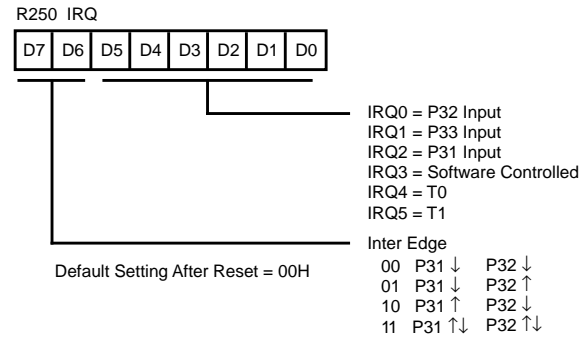 R250 IRQ
D7 D6 D5 D4 D3 D2 D1 D0
IRQ0 = P32 Input
IRQ1 = P33 Input
IRQ2 = P31 Input
IRQ3 = Software Controlled
IRQ4 = T0
IRQ5 = T1
Inter Edge
00 P31 ↓ P32 ↓
01 P31 ↓ P32 ↑
10 P31 ↑ P32 ↓
11 P31 ↑↓ P32 ↑↓
Default Setting After Reset = 00H